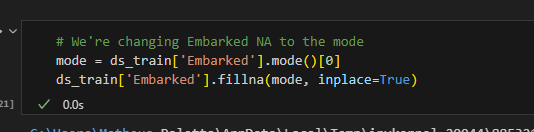 # We're changing Embarked NA to the mode
mode = ds_train['Embarked'].mode()[0]
ds_train['Embarked'].fillna(mode, inplace=True)
21]
0.0s